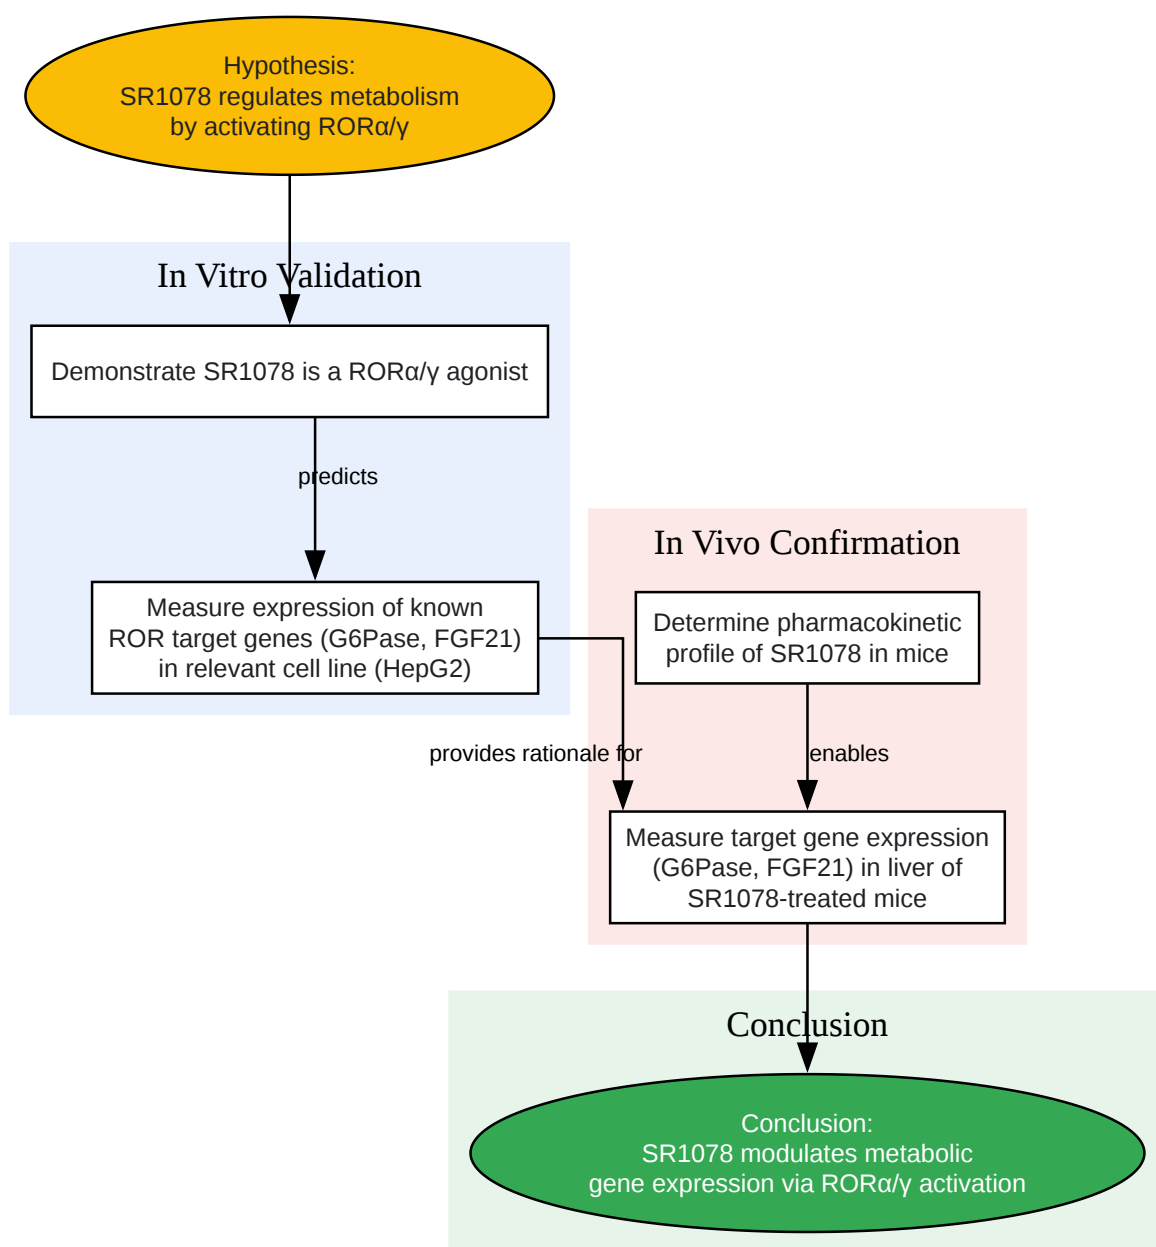 Hypothesis:
SR1078 regulates metabolism
by activating RORα/γ
In Vitro Validation
Demonstrate SR1078 is a RORα/γ agonist
predicts
Measure expression of known
ROR target genes (G6Pase, FGF21)
in relevant cell line (HepG2)
In Vivo Confirmation
Determine pharmacokinetic
profile of SR1078 in mice
provides rationale for
enables
Measure target gene expression
(G6Pase, FGF21) in liver of
SR1078-treated mice
Conclusion
Conclusion:
SR1078 modulates metabolic
gene expression via RORα/γ activation